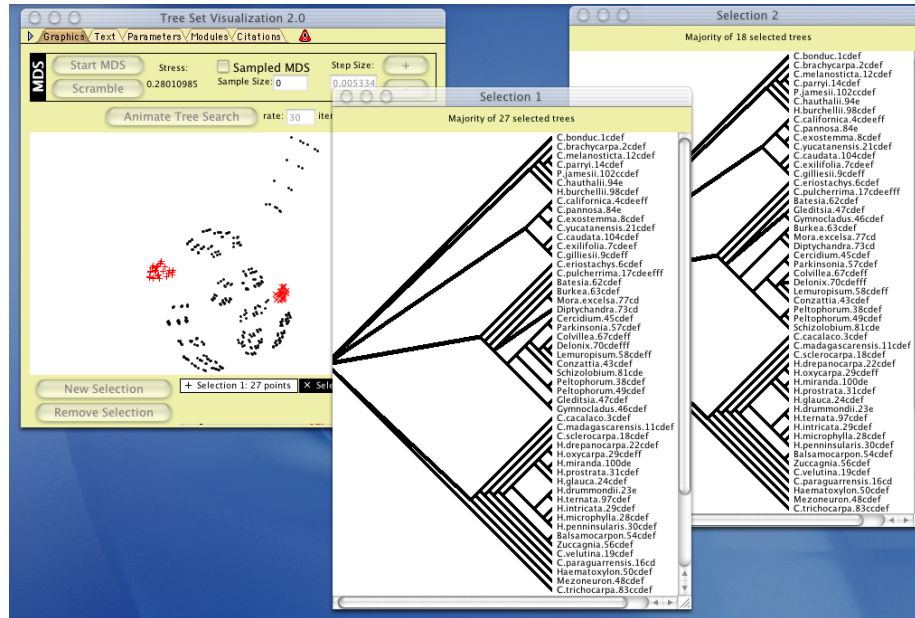 Tree Set Visualization 2.0
Graphics Text Parameters Modules Citations
MDS
Start MDS
Scramble
Stress:
0.28010985
Sampled MDS
Sample Size: 0
Step Size:
0.005334
+
Animate Tree Search
rate: 30
New Selection
Remove Selection
+ Selection 1: 27 points
Selection 1
Majority of 27 selected trees
C.bonduc.1cdef
C.brachycarpa.2cdef
C.melanosticta.12cdef
C.parryi.14cdef
P.jamesii.102ccdef
C.hauthalii.94e
H.burchellii.98cdef
C.californica.4cdeeff
C.pannosa.84e
C.exostemma.8cdef
C.yucatanensis.21cdef
C.caudata.104cdef
C.exilifolia.7cdeef
C.gilliesii.9cdeff
C.eriostachys.6cdef
C.pulcherrima.17cdeefff
Batesia.62cdef
Burkea.63cdef
Mora.excelsa.77cd
Diptychandra.73cd
Cercidium.45cdef
Parkinsonia.57cdef
Colvillea.67cdeff
Delonix.70cdefff
Lemuropisum.58cdeff
Conzattia.43cdef
Schizolobium.81cde
Peltophorum.38cdef
Peltophorum.49cdef
Gleditsia.47cdef
Gymnocladus.46cdef
C.cacalaco.3cdef
C.madagascarensis.11cdef
C.sclerocarpa.18cdef
H.drepanocarpa.22cdef
H.oxycarpa.29cdeff
H.miranda.100de
H.prostrata.31cdef
H.glauca.24cdef
H.drummondii.23e
H.ternata.97cdef
H.intricata.29cdef
H.microphylla.28cdef
H.penninsularis.30cdef
Balsamocarpon.54cdef
Zuccagnia.56cdef
C.velutina.19cdef
C.paraguarrensis.16cd
Haematoxylon.50cdef
Mezoneuron.48cdef
C.trichocarpa.83ccdef
Selection 2
Majority of 18 selected trees
C.bonduc.1cdef
C.brachycarpa.2cdef
C.melanosticta.12cdef
C.parryi.14cdef
P.jamesii.102ccdef
C.hauthalii.94e
H.burchellii.98cdef
C.californica.4cdeeff
C.pannosa.84e
C.exostemma.8cdef
C.yucatanensis.21cdef
C.caudata.104cdef
C.exilifolia.7cdeef
C.gilliesii.9cdeff
C.eriostachys.6cdef
C.pulcherrima.17cdeefff
Batesia.62cdef
Gleditsia.47cdef
Gymnocladus.46cdef
Burkea.63cdef
Mora.excelsa.77cd
Diptychandra.73cd
Cercidium.45cdef
Parkinsonia.57cdef
Colvillea.67cdeff
Delonix.70cdefff
Lemuropisum.58cdeff
Conzattia.43cdef
Peltophorum.38cdef
Peltophorum.49cdef
Schizolobium.81cde
C.cacalaco.3cdef
C.madagascarensis.11cdef
C.sclerocarpa.18cdef
H.drepanocarpa.22cdef
H.oxycarpa.29cdeff
H.miranda.100de
H.prostrata.31cdef
H.glauca.24cdef
H.drummondii.23e
H.ternata.97cdef
H.intricata.29cdef
H.microphylla.28cdef
H.penninsularis.30cdef
Balsamocarpon.54cdef
Zuccagnia.56cdef
C.velutina.19cdef
C.paraguarrensis.16cd
Haematoxylon.50cdef
Mezoneuron.48cdef
C.trichocarpa.83ccdef